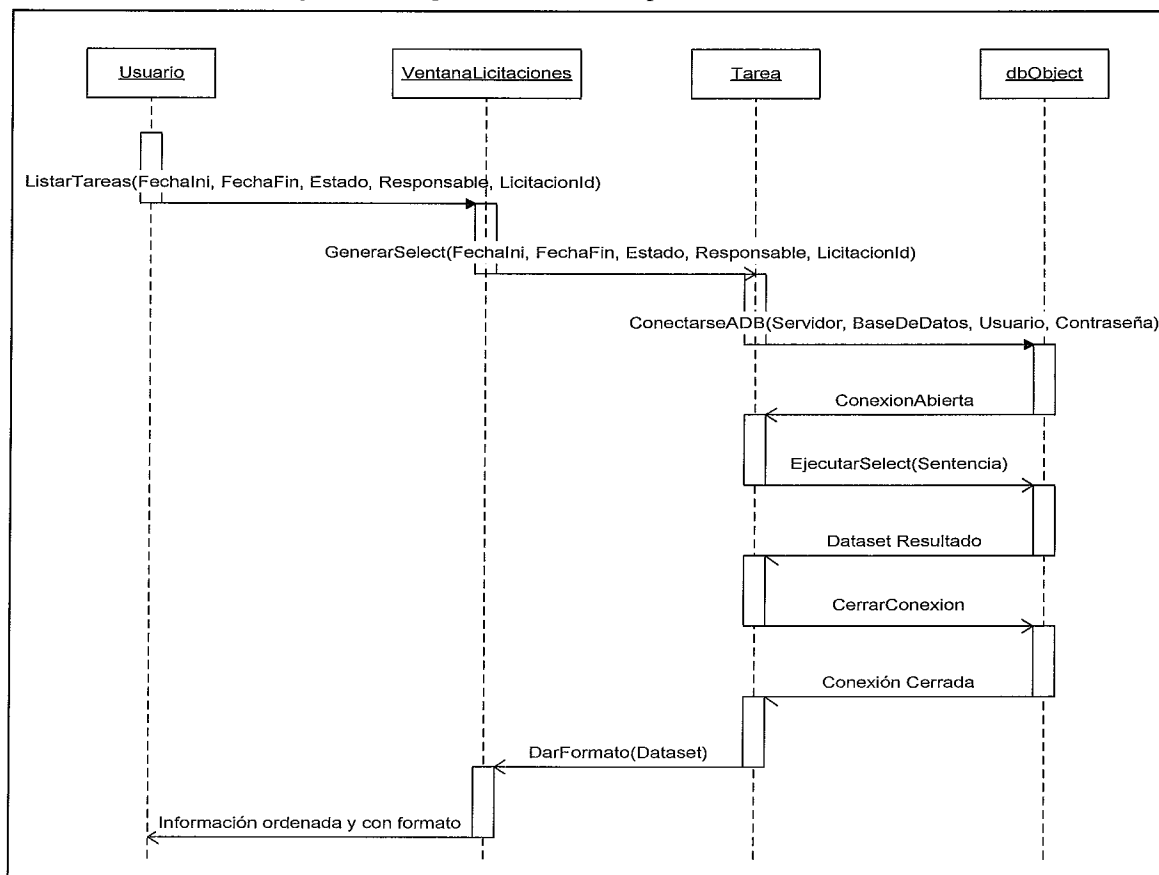 Usuario
VentanaLicitaciones
Tarea
dbObject
ListarTareas(FechaIni, FechaFin, Estado, Responsable, LicitacionId)
GenerarSelect(FechaIni, FechaFin, Estado, Responsable, LicitacionId)
ConectarseADB(Servidor, BaseDeDatos, Usuario, Contraseña)
ConexionAbierta
EjecutarSelect(Sentencia)
Dataset Resultado
CerrarConexion
Conexión Cerrada
DarFormato(Dataset)
Información ordenada y con formato